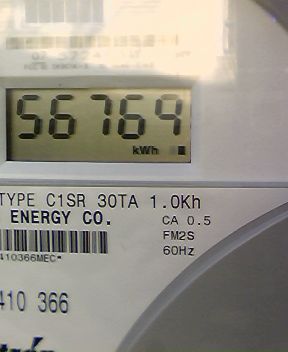 56769
kWh
TYPE C1SR 30TA 1.0Kh
ENERGY CO.
CA 0.5
FM2S
60Hz
410366MEC*
410 366